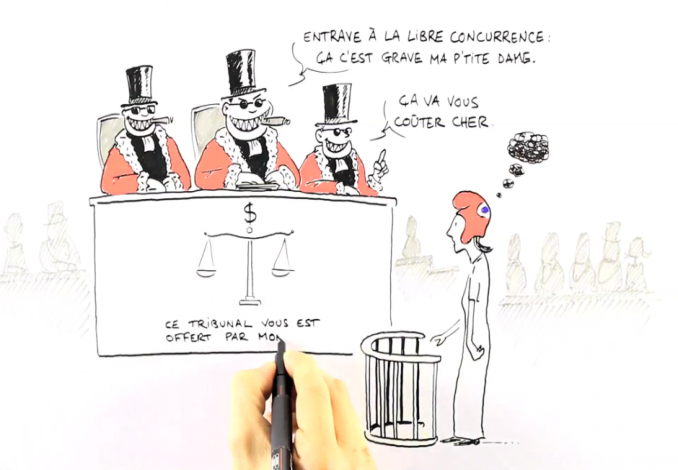 ENTRAVE À LA LIBRE CONCURRENCE :
ÇA C'EST GRAVE MA P'TITE DAME.
ÇA VA VOUS
COÛTER CHER.
$
CE TRIBUNAL VOUS EST
OFFERT PAR MON